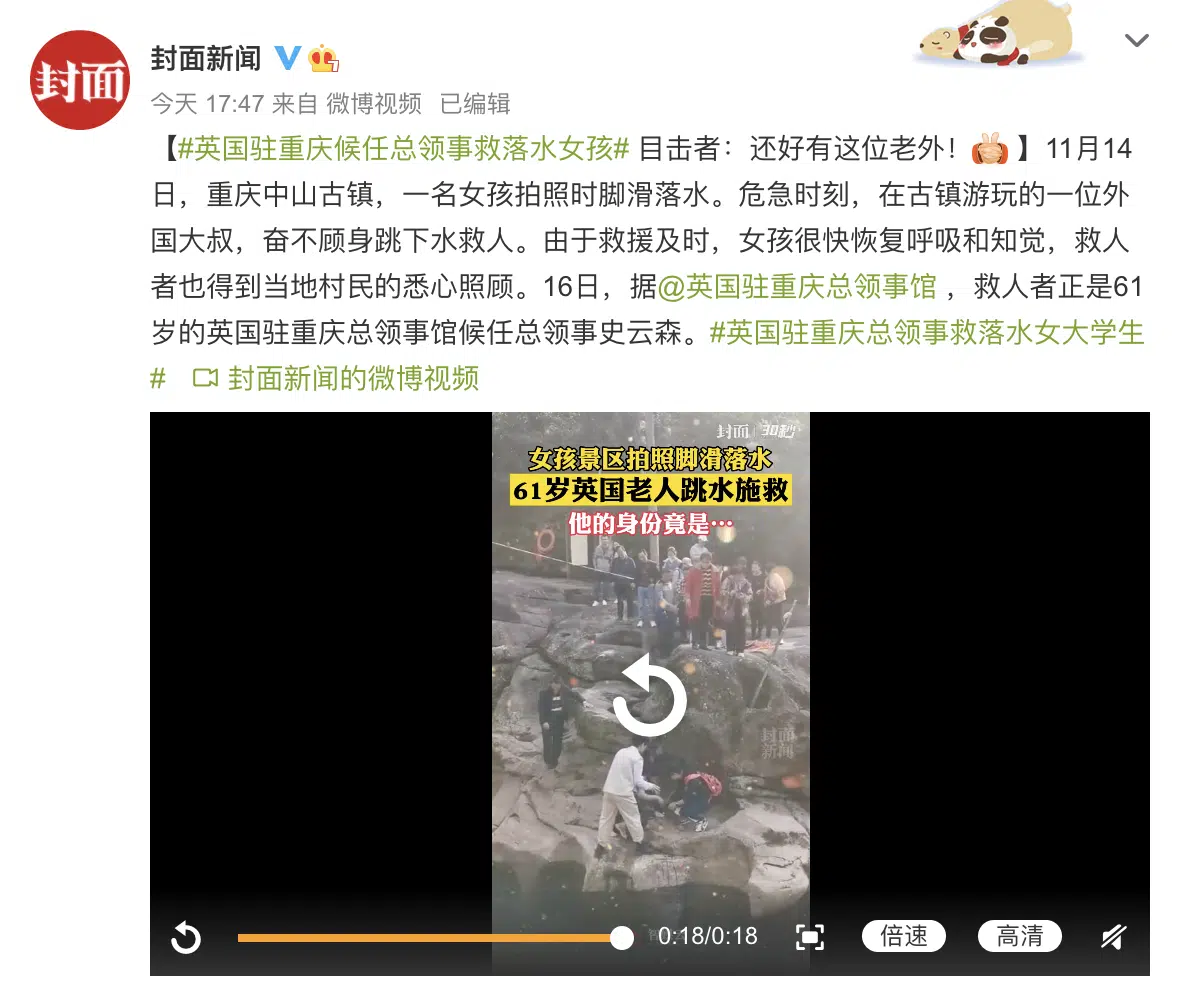 封面
封面新闻
今天 17:47 来自 微博视频 已编辑
【#英国驻重庆候任总领事救落水女孩# 目击者：还好有这位老外！】11月14
日，重庆中山古镇，一名女孩拍照时脚滑落水。危急时刻，在古镇游玩的一位外
国大叔，奋不顾身跳下水救人。由于救援及时，女孩很快恢复呼吸和知觉，救人
者也得到当地村民的悉心照顾。16日，据@英国驻重庆总领事馆 ，救人者正是61
岁的英国驻重庆总领事馆候任总领事史云森。#英国驻重庆总领事救落水女大学生
# 封面新闻的微博视频
封面 30秒
女孩景区拍照脚滑落水
61岁英国老人跳水施救
他的身份竟是…
封面
新闻
0:18/0:18 倍速 高清